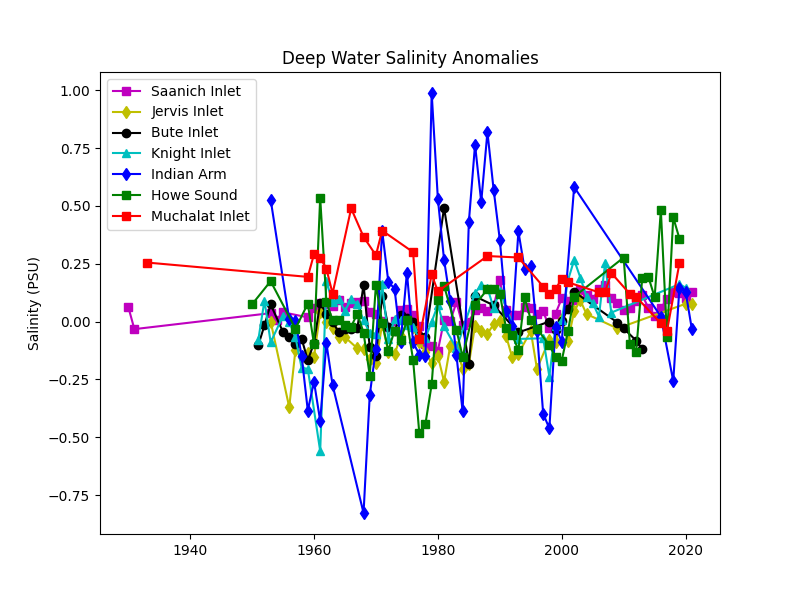 Deep Water Salinity Anomalies
Saanich Inlet
Jervis Inlet
Bute Inlet
Knight Inlet
Indian Arm
Howe Sound
Muchalat Inlet
Salinity (PSU)
1.00
0.75
0.50
0.25
0.00
−0.25
−0.50
−0.75
1940 1960 1980 2000 2020